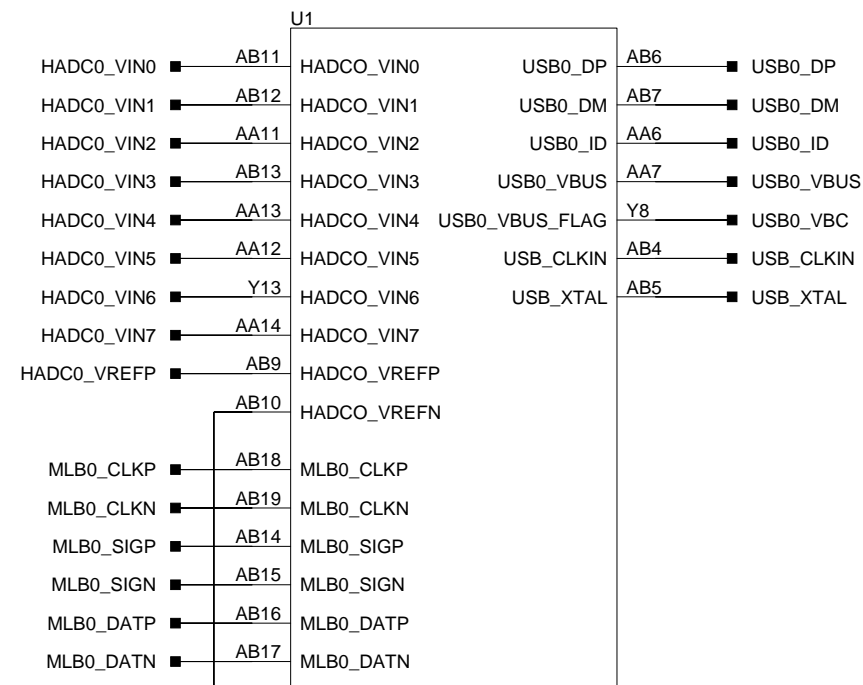 U1
HADC0_VIN0 AB11 HADCO_VIN0 USB0_DP AB6 USB0_DP
HADC0_VIN1 AB12 HADCO_VIN1 USB0_DM AB7 USB0_DM
HADC0_VIN2 AA11 HADCO_VIN2 USB0_ID AA6 USB0_ID
HADC0_VIN3 AB13 HADCO_VIN3 USB0_VBUS AA7 USB0_VBUS
HADC0_VIN4 AA13 HADCO_VIN4 USB0_VBUS_FLAG Y8 USB0_VBC
HADC0_VIN5 AA12 HADCO_VIN5 USB_CLKIN AB4 USB_CLKIN
HADC0_VIN6 Y13 HADCO_VIN6 USB_XTAL AB5 USB_XTAL
HADC0_VIN7 AA14 HADCO_VIN7
HADC0_VREFP AB9 HADCO_VREFP
AB10 HADCO_VREFN
MLB0_CLKP AB18 MLB0_CLKP
MLB0_CLKN AB19 MLB0_CLKN
MLB0_SIGP AB14 MLB0_SIGP
MLB0_SIGN AB15 MLB0_SIGN
MLB0_DATP AB16 MLB0_DATP
MLB0_DATN AB17 MLB0_DATN